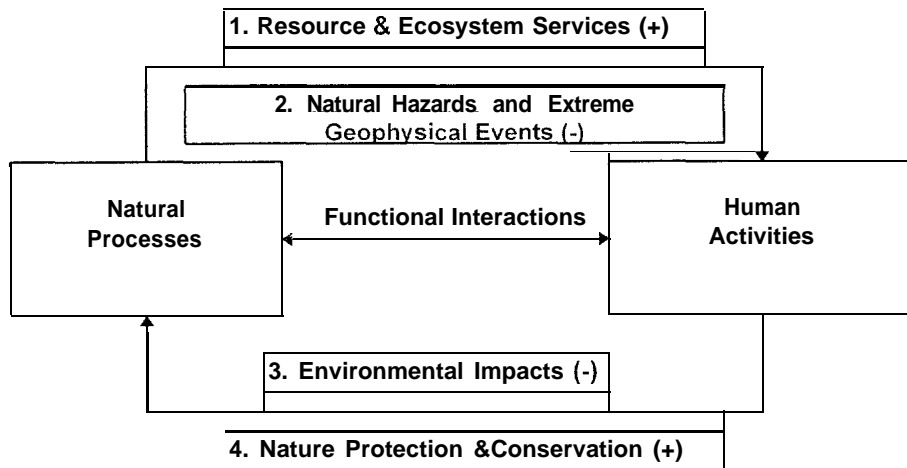 1. Resource & Ecosystem Services (+)
2. Natural Hazards and Extreme
Geophysical Events (-)
Natural
Processes
Functional Interactions
Human
Activities
3. Environmental Impacts (-)
4. Nature Protection &Conservation (+)